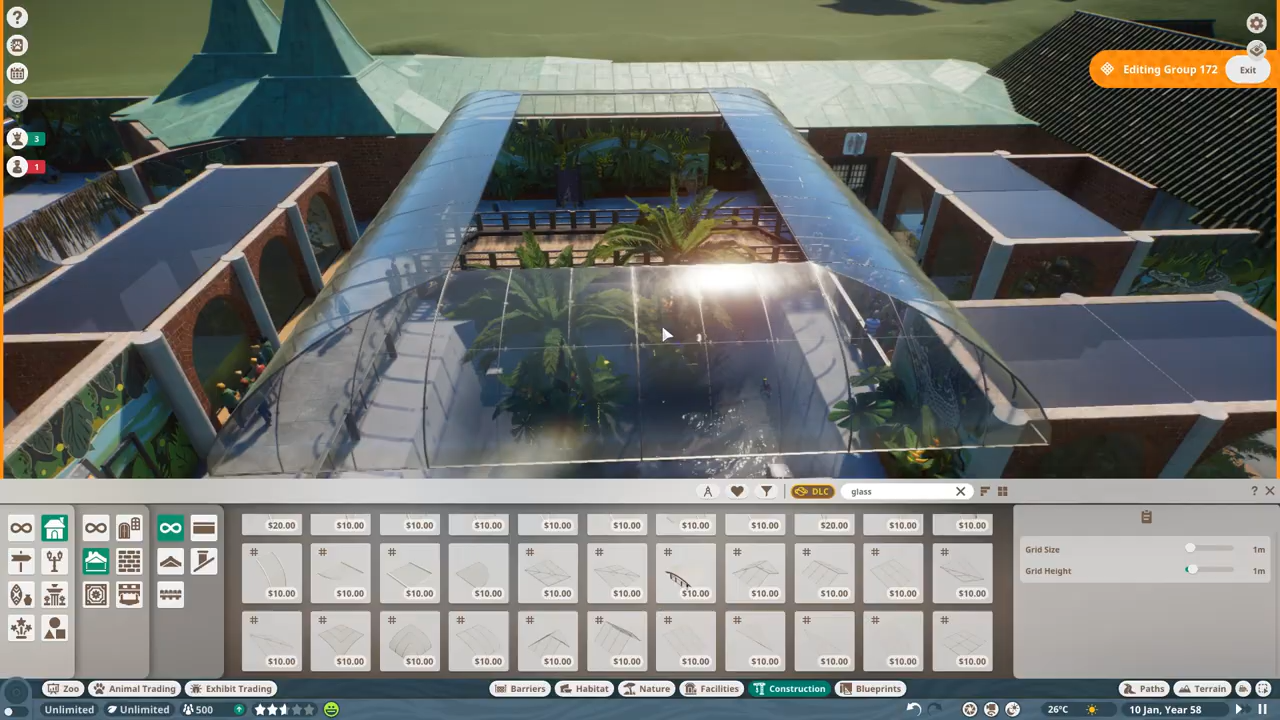 ?
Editing Group 172
Exit
3
1
DLC
glass
? ×
$20.00 $10.00 $10.00 $10.00 $10.00 $10.00 $10.00 $10.00 $20.00 $10.00 $10.00
$10.00 $10.00 $10.00 $10.00 $10.00 $10.00 $10.00 $10.00 $10.00 $10.00 $10.00
$10.00 $10.00 $10.00 $10.00 $10.00 $10.00 $10.00 $10.00 $10.00 $10.00 $10.00
Grid Size 1m
Grid Height 1m
Zoo Animal Trading Exhibit Trading Barriers Habitat Nature Facilities Construction Blueprints Paths Terrain
Unlimited Unlimited 500 26°C 10 Jan, Year 58